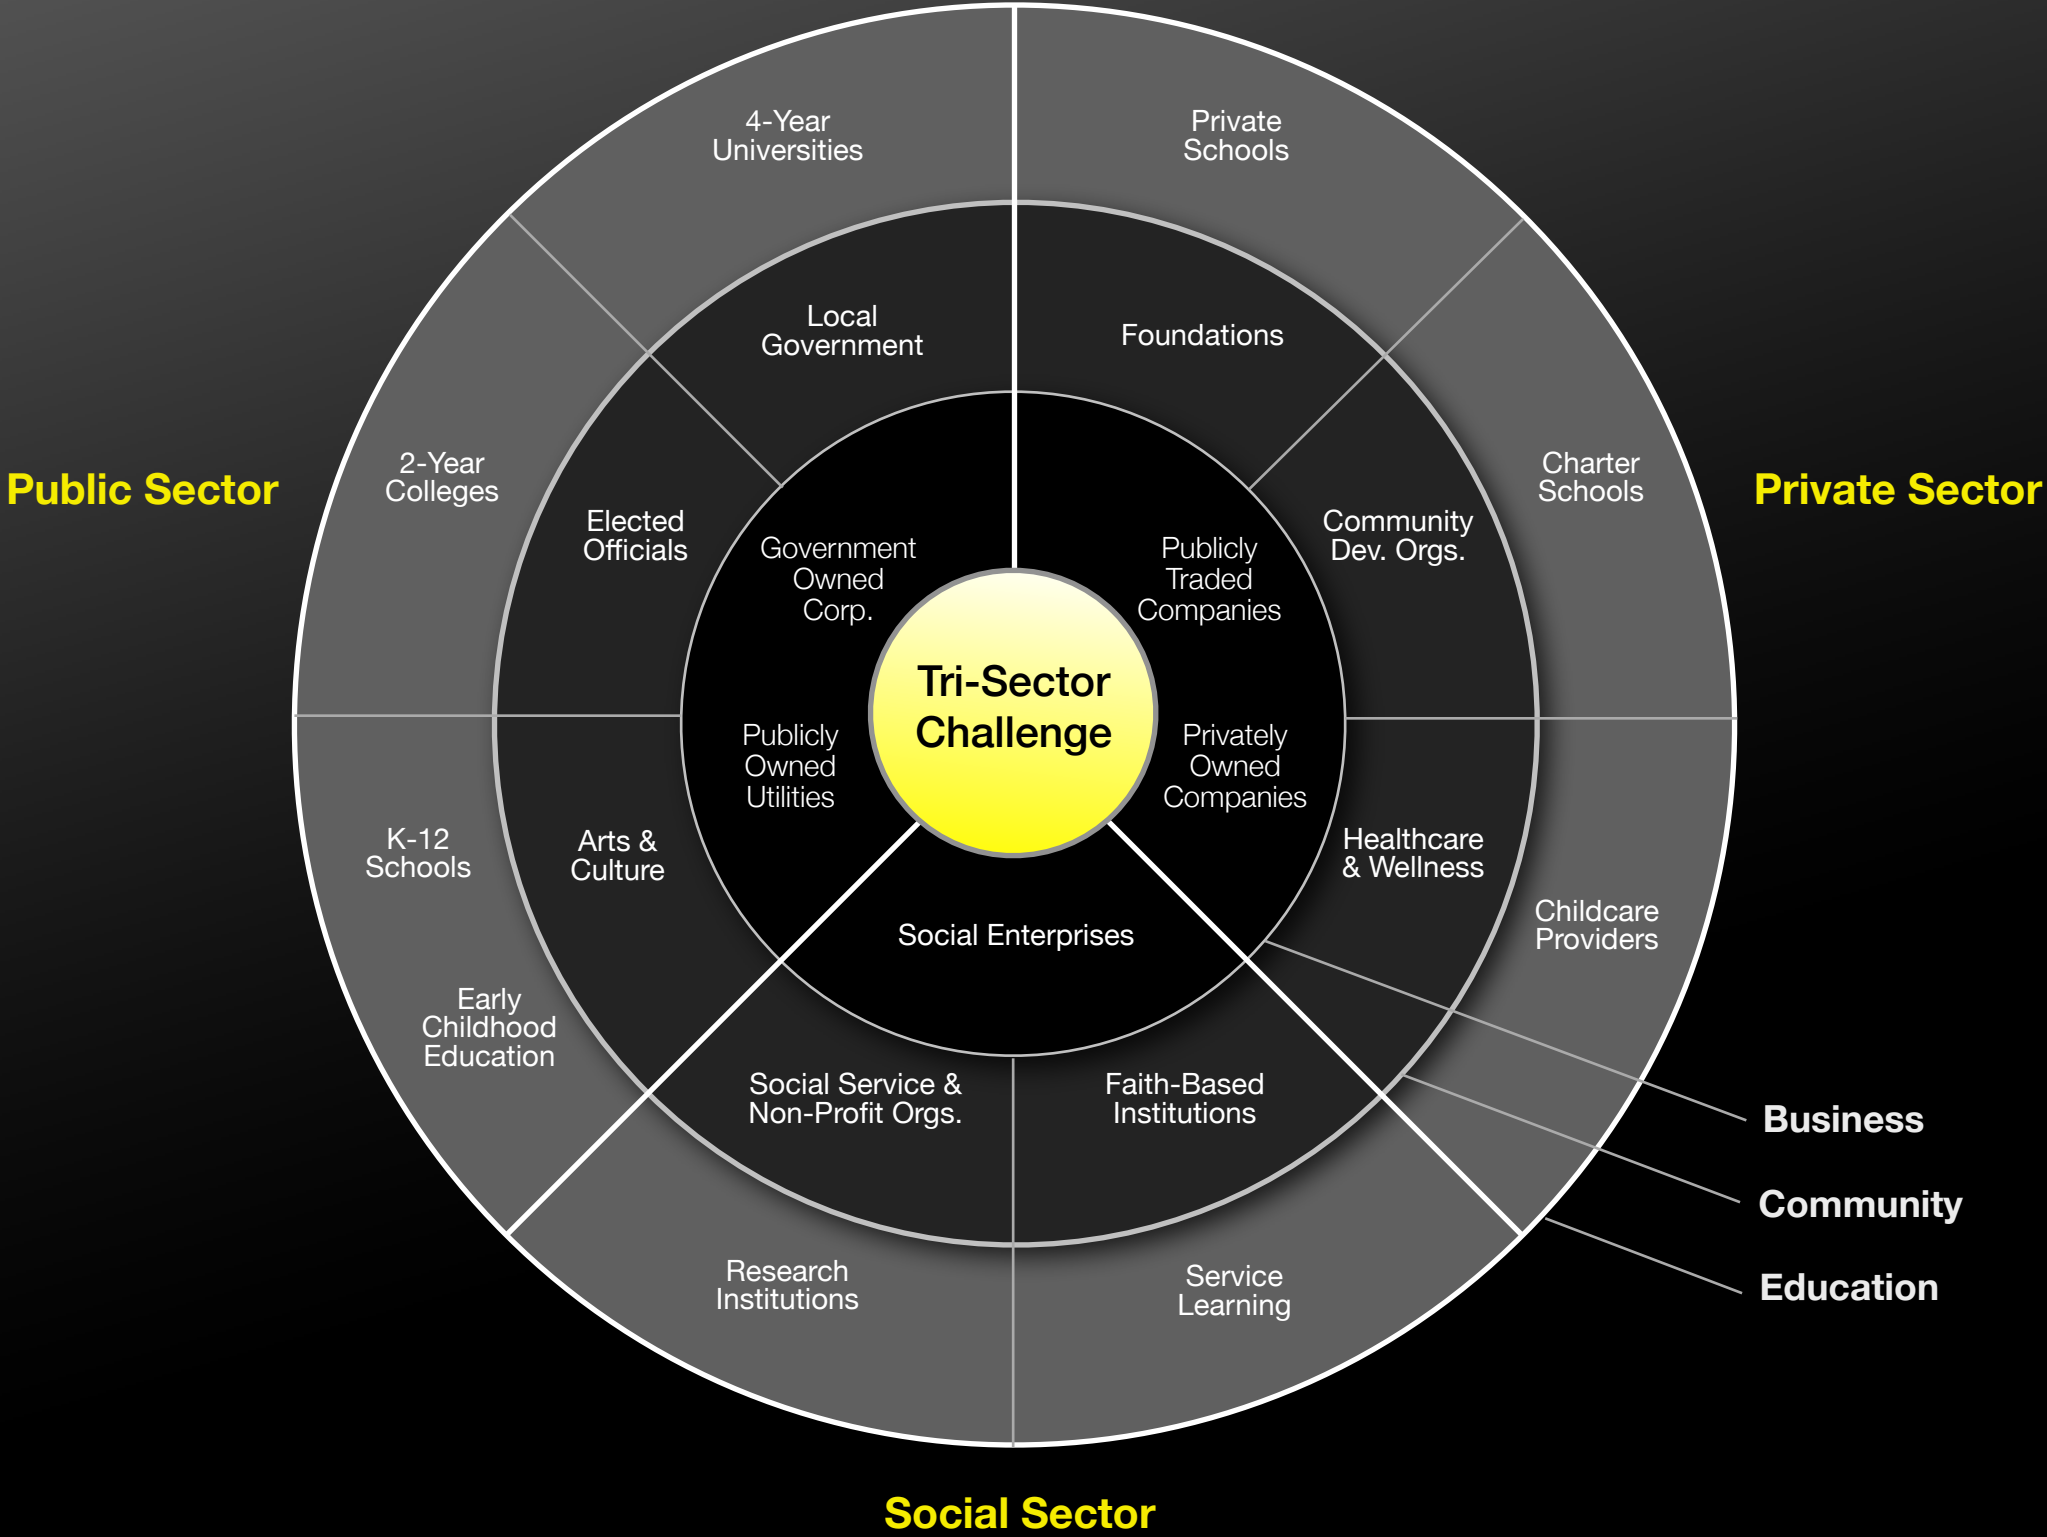 4-Year
Universities
Private
Schools
Local
Government
Foundations
2-Year
Colleges
Charter
Schools
Public Sector
Private Sector
Elected
Officials
Community
Dev. Orgs.
Government
Owned
Corp.
Publicly
Traded
Companies
Tri-Sector
Challenge
Publicly
Owned
Utilities
Privately
Owned
Companies
K-12
Schools
Arts &
Culture
Healthcare
& Wellness
Childcare
Providers
Social Enterprises
Early
Childhood
Education
Social Service &
Non-Profit Orgs.
Faith-Based
Institutions
Business
Community
Education
Research
Institutions
Service
Learning
Social Sector